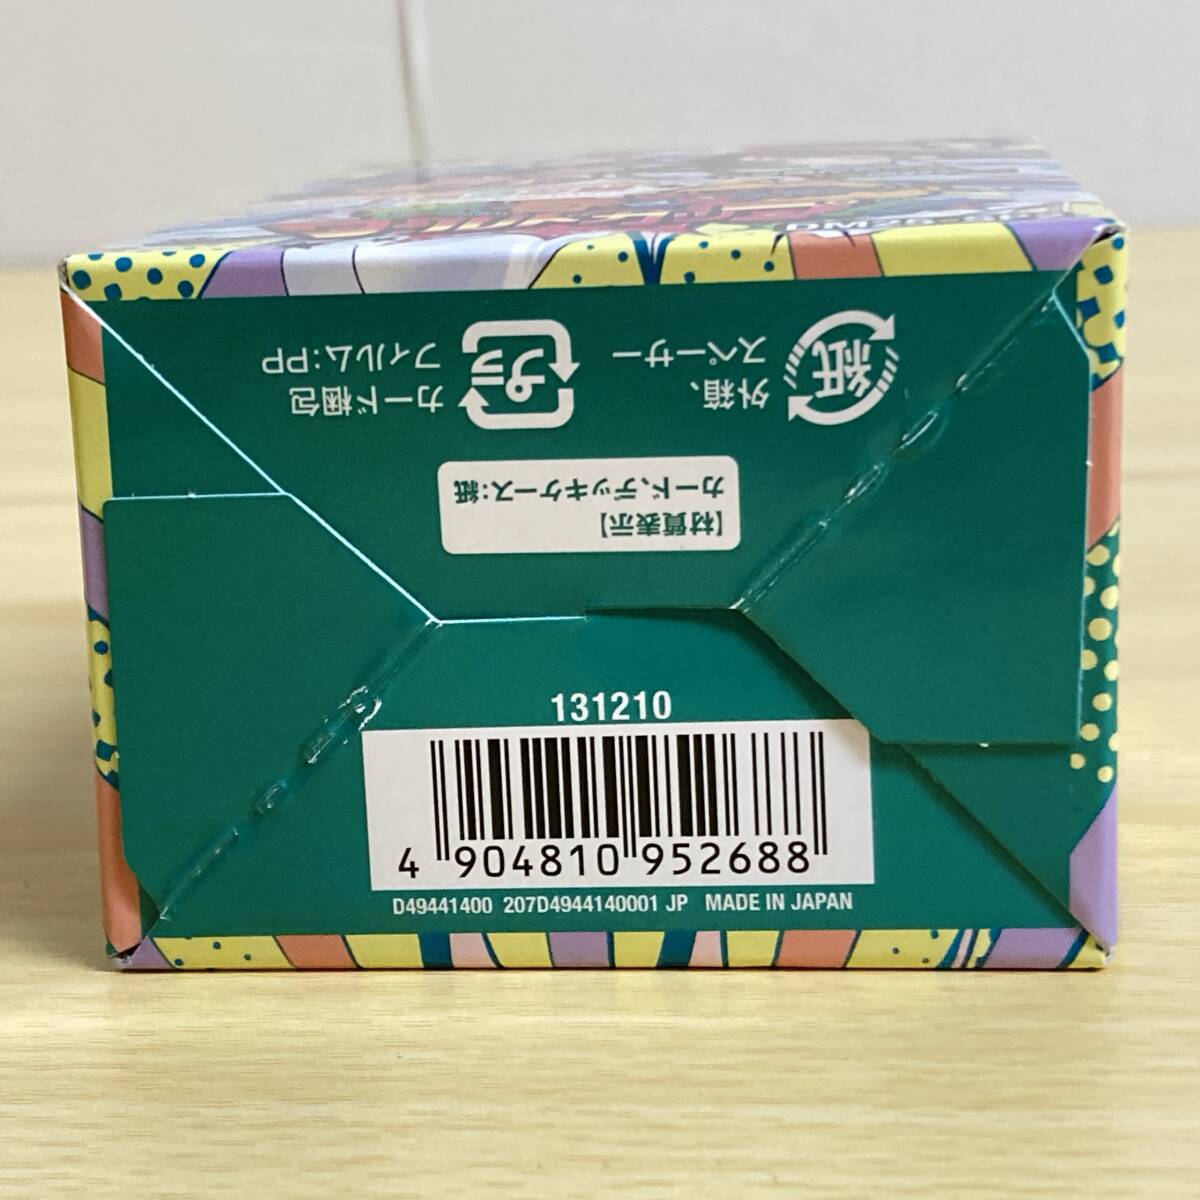 【材質表示】
カード、デッキケース：紙
紙
外箱、
スペーサー
プラ
カード梱包
フィルム：PP
131210
4 904810 952688
D49441400 207D4944140001 JP MADE IN JAPAN